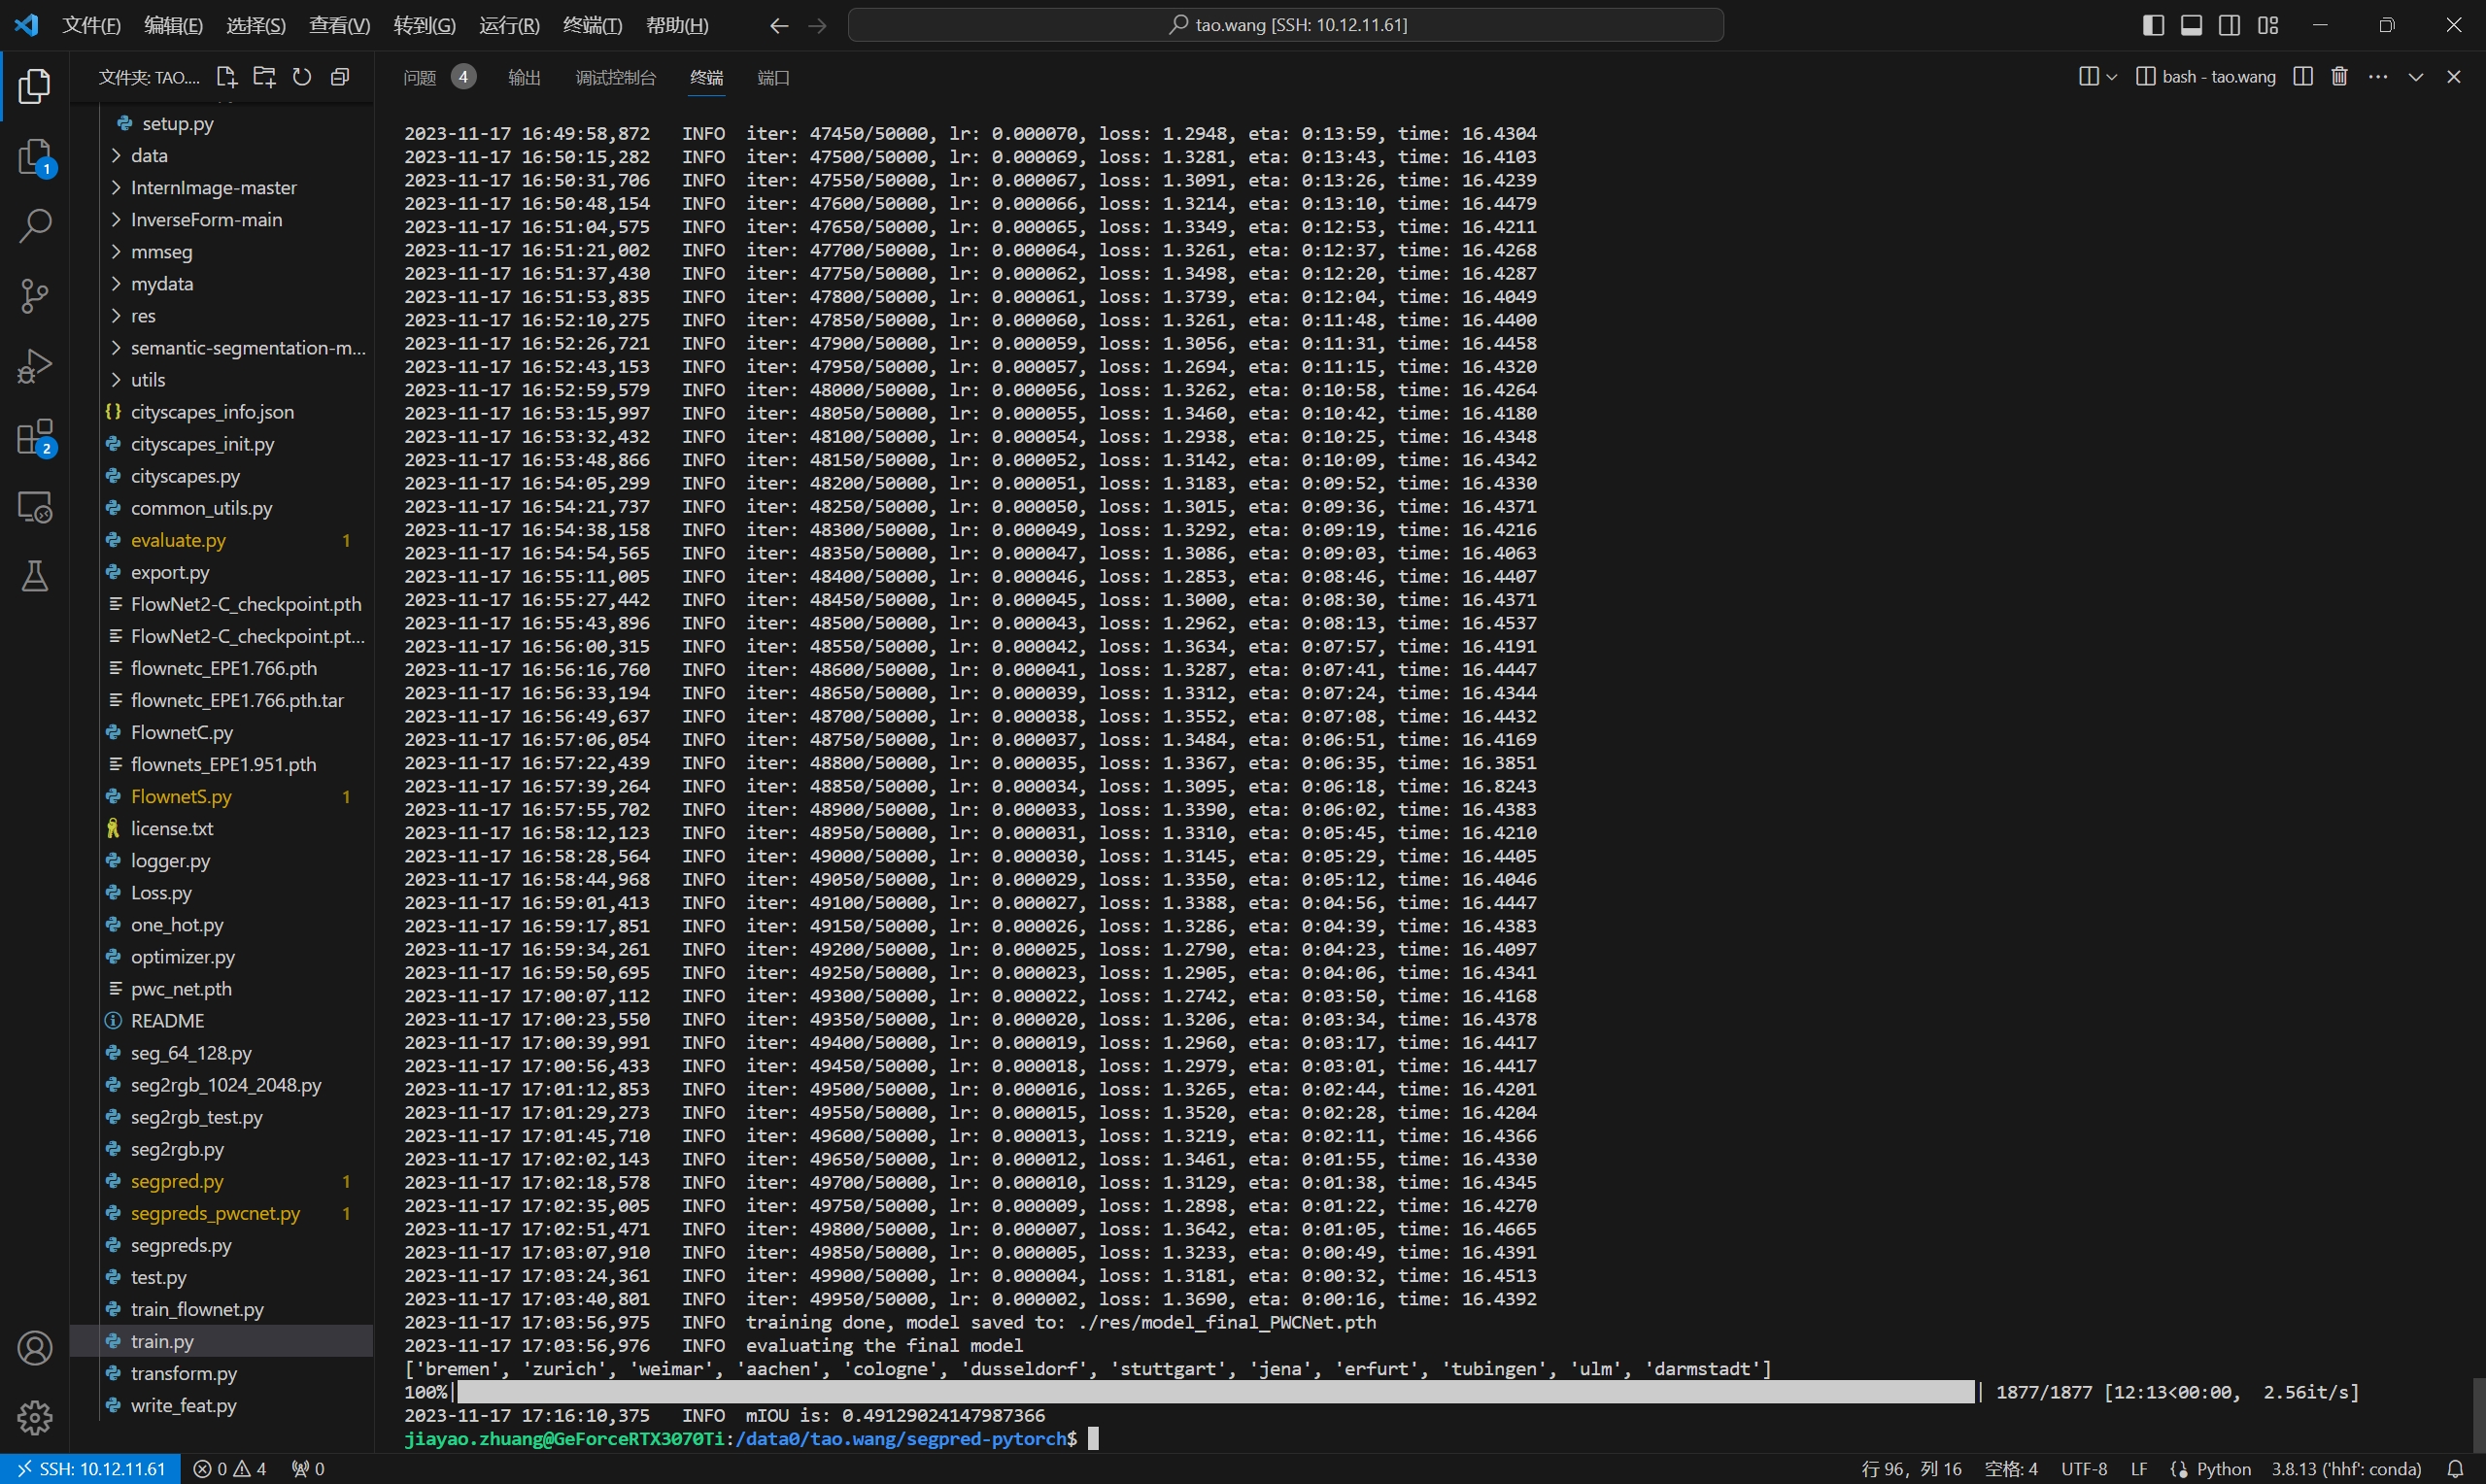 文件(F) 编辑(E) 选择(S) 查看(V) 转到(G) 运行(R) 终端(T) 帮助(H) tao.wang [SSH: 10.12.11.61]
文件夹: TAO....
问题 4 输出 调试控制台 终端 端口 bash - tao.wang
1
2
setup.py
data
InternImage-master
InverseForm-main
mmseg
mydata
res
semantic-segmentation-m...
utils
cityscapes_info.json
cityscapes_init.py
cityscapes.py
common_utils.py
evaluate.py 1
export.py
FlowNet2-C_checkpoint.pth
FlowNet2-C_checkpoint.pt...
flownetc_EPE1.766.pth
flownetc_EPE1.766.pth.tar
FlownetC.py
flownets_EPE1.951.pth
FlownetS.py 1
license.txt
logger.py
Loss.py
one_hot.py
optimizer.py
pwc_net.pth
README
seg_64_128.py
seg2rgb_1024_2048.py
seg2rgb_test.py
seg2rgb.py
segpred.py 1
segpreds_pwcnet.py 1
segpreds.py
test.py
train_flownet.py
train.py
transform.py
write_feat.py
2023-11-17 16:49:58,872 INFO iter: 47450/50000, lr: 0.000070, loss: 1.2948, eta: 0:13:59, time: 16.4304
2023-11-17 16:50:15,282 INFO iter: 47500/50000, lr: 0.000069, loss: 1.3281, eta: 0:13:43, time: 16.4103
2023-11-17 16:50:31,706 INFO iter: 47550/50000, lr: 0.000067, loss: 1.3091, eta: 0:13:26, time: 16.4239
2023-11-17 16:50:48,154 INFO iter: 47600/50000, lr: 0.000066, loss: 1.3214, eta: 0:13:10, time: 16.4479
2023-11-17 16:51:04,575 INFO iter: 47650/50000, lr: 0.000065, loss: 1.3349, eta: 0:12:53, time: 16.4211
2023-11-17 16:51:21,002 INFO iter: 47700/50000, lr: 0.000064, loss: 1.3261, eta: 0:12:37, time: 16.4268
2023-11-17 16:51:37,430 INFO iter: 47750/50000, lr: 0.000062, loss: 1.3498, eta: 0:12:20, time: 16.4287
2023-11-17 16:51:53,835 INFO iter: 47800/50000, lr: 0.000061, loss: 1.3739, eta: 0:12:04, time: 16.4049
2023-11-17 16:52:10,275 INFO iter: 47850/50000, lr: 0.000060, loss: 1.3261, eta: 0:11:48, time: 16.4400
2023-11-17 16:52:26,721 INFO iter: 47900/50000, lr: 0.000059, loss: 1.3056, eta: 0:11:31, time: 16.4458
2023-11-17 16:52:43,153 INFO iter: 47950/50000, lr: 0.000057, loss: 1.2694, eta: 0:11:15, time: 16.4320
2023-11-17 16:52:59,579 INFO iter: 48000/50000, lr: 0.000056, loss: 1.3262, eta: 0:10:58, time: 16.4264
2023-11-17 16:53:15,997 INFO iter: 48050/50000, lr: 0.000055, loss: 1.3460, eta: 0:10:42, time: 16.4180
2023-11-17 16:53:32,432 INFO iter: 48100/50000, lr: 0.000054, loss: 1.2938, eta: 0:10:25, time: 16.4348
2023-11-17 16:53:48,866 INFO iter: 48150/50000, lr: 0.000052, loss: 1.3142, eta: 0:10:09, time: 16.4342
2023-11-17 16:54:05,299 INFO iter: 48200/50000, lr: 0.000051, loss: 1.3183, eta: 0:09:52, time: 16.4330
2023-11-17 16:54:21,737 INFO iter: 48250/50000, lr: 0.000050, loss: 1.3015, eta: 0:09:36, time: 16.4371
2023-11-17 16:54:38,158 INFO iter: 48300/50000, lr: 0.000049, loss: 1.3292, eta: 0:09:19, time: 16.4216
2023-11-17 16:54:54,565 INFO iter: 48350/50000, lr: 0.000047, loss: 1.3086, eta: 0:09:03, time: 16.4063
2023-11-17 16:55:11,005 INFO iter: 48400/50000, lr: 0.000046, loss: 1.2853, eta: 0:08:46, time: 16.4407
2023-11-17 16:55:27,442 INFO iter: 48450/50000, lr: 0.000045, loss: 1.3000, eta: 0:08:30, time: 16.4371
2023-11-17 16:55:43,896 INFO iter: 48500/50000, lr: 0.000043, loss: 1.2962, eta: 0:08:13, time: 16.4537
2023-11-17 16:56:00,315 INFO iter: 48550/50000, lr: 0.000042, loss: 1.3634, eta: 0:07:57, time: 16.4191
2023-11-17 16:56:16,760 INFO iter: 48600/50000, lr: 0.000041, loss: 1.3287, eta: 0:07:41, time: 16.4447
2023-11-17 16:56:33,194 INFO iter: 48650/50000, lr: 0.000039, loss: 1.3312, eta: 0:07:24, time: 16.4344
2023-11-17 16:56:49,637 INFO iter: 48700/50000, lr: 0.000038, loss: 1.3552, eta: 0:07:08, time: 16.4432
2023-11-17 16:57:06,054 INFO iter: 48750/50000, lr: 0.000037, loss: 1.3484, eta: 0:06:51, time: 16.4169
2023-11-17 16:57:22,439 INFO iter: 48800/50000, lr: 0.000035, loss: 1.3367, eta: 0:06:35, time: 16.3851
2023-11-17 16:57:39,264 INFO iter: 48850/50000, lr: 0.000034, loss: 1.3095, eta: 0:06:18, time: 16.8243
2023-11-17 16:57:55,702 INFO iter: 48900/50000, lr: 0.000033, loss: 1.3390, eta: 0:06:02, time: 16.4383
2023-11-17 16:58:12,123 INFO iter: 48950/50000, lr: 0.000031, loss: 1.3310, eta: 0:05:45, time: 16.4210
2023-11-17 16:58:28,564 INFO iter: 49000/50000, lr: 0.000030, loss: 1.3145, eta: 0:05:29, time: 16.4405
2023-11-17 16:58:44,968 INFO iter: 49050/50000, lr: 0.000029, loss: 1.3350, eta: 0:05:12, time: 16.4046
2023-11-17 16:59:01,413 INFO iter: 49100/50000, lr: 0.000027, loss: 1.3388, eta: 0:04:56, time: 16.4447
2023-11-17 16:59:17,851 INFO iter: 49150/50000, lr: 0.000026, loss: 1.3286, eta: 0:04:39, time: 16.4383
2023-11-17 16:59:34,261 INFO iter: 49200/50000, lr: 0.000025, loss: 1.2790, eta: 0:04:23, time: 16.4097
2023-11-17 16:59:50,695 INFO iter: 49250/50000, lr: 0.000023, loss: 1.2905, eta: 0:04:06, time: 16.4341
2023-11-17 17:00:07,112 INFO iter: 49300/50000, lr: 0.000022, loss: 1.2742, eta: 0:03:50, time: 16.4168
2023-11-17 17:00:23,550 INFO iter: 49350/50000, lr: 0.000020, loss: 1.3206, eta: 0:03:34, time: 16.4378
2023-11-17 17:00:39,991 INFO iter: 49400/50000, lr: 0.000019, loss: 1.2960, eta: 0:03:17, time: 16.4417
2023-11-17 17:00:56,433 INFO iter: 49450/50000, lr: 0.000018, loss: 1.2979, eta: 0:03:01, time: 16.4417
2023-11-17 17:01:12,853 INFO iter: 49500/50000, lr: 0.000016, loss: 1.3265, eta: 0:02:44, time: 16.4201
2023-11-17 17:01:29,273 INFO iter: 49550/50000, lr: 0.000015, loss: 1.3520, eta: 0:02:28, time: 16.4204
2023-11-17 17:01:45,710 INFO iter: 49600/50000, lr: 0.000013, loss: 1.3219, eta: 0:02:11, time: 16.4366
2023-11-17 17:02:02,143 INFO iter: 49650/50000, lr: 0.000012, loss: 1.3461, eta: 0:01:55, time: 16.4330
2023-11-17 17:02:18,578 INFO iter: 49700/50000, lr: 0.000010, loss: 1.3129, eta: 0:01:38, time: 16.4345
2023-11-17 17:02:35,005 INFO iter: 49750/50000, lr: 0.000009, loss: 1.2898, eta: 0:01:22, time: 16.4270
2023-11-17 17:02:51,471 INFO iter: 49800/50000, lr: 0.000007, loss: 1.3642, eta: 0:01:05, time: 16.4665
2023-11-17 17:03:07,910 INFO iter: 49850/50000, lr: 0.000005, loss: 1.3233, eta: 0:00:49, time: 16.4391
2023-11-17 17:03:24,361 INFO iter: 49900/50000, lr: 0.000004, loss: 1.3181, eta: 0:00:32, time: 16.4513
2023-11-17 17:03:40,801 INFO iter: 49950/50000, lr: 0.000002, loss: 1.3690, eta: 0:00:16, time: 16.4392
2023-11-17 17:03:56,975 INFO training done, model saved to: ./res/model_final_PWCNet.pth
2023-11-17 17:03:56,976 INFO evaluating the final model
['bremen', 'zurich', 'weimar', 'aachen', 'cologne', 'dusseldorf', 'stuttgart', 'jena', 'erfurt', 'tubingen', 'ulm', 'darmstadt']
100%| | 1877/1877 [12:13<00:00, 2.56it/s]
2023-11-17 17:16:10,375 INFO mIOU is: 0.49129024147987366
jiayao.zhuang@GeForceRTX3070Ti:/data0/tao.wang/segpred-pytorch$
SSH: 10.12.11.61 0 4 0 行 96，列 16 空格: 4 UTF-8 LF Python 3.8.13 ('hhf': conda)